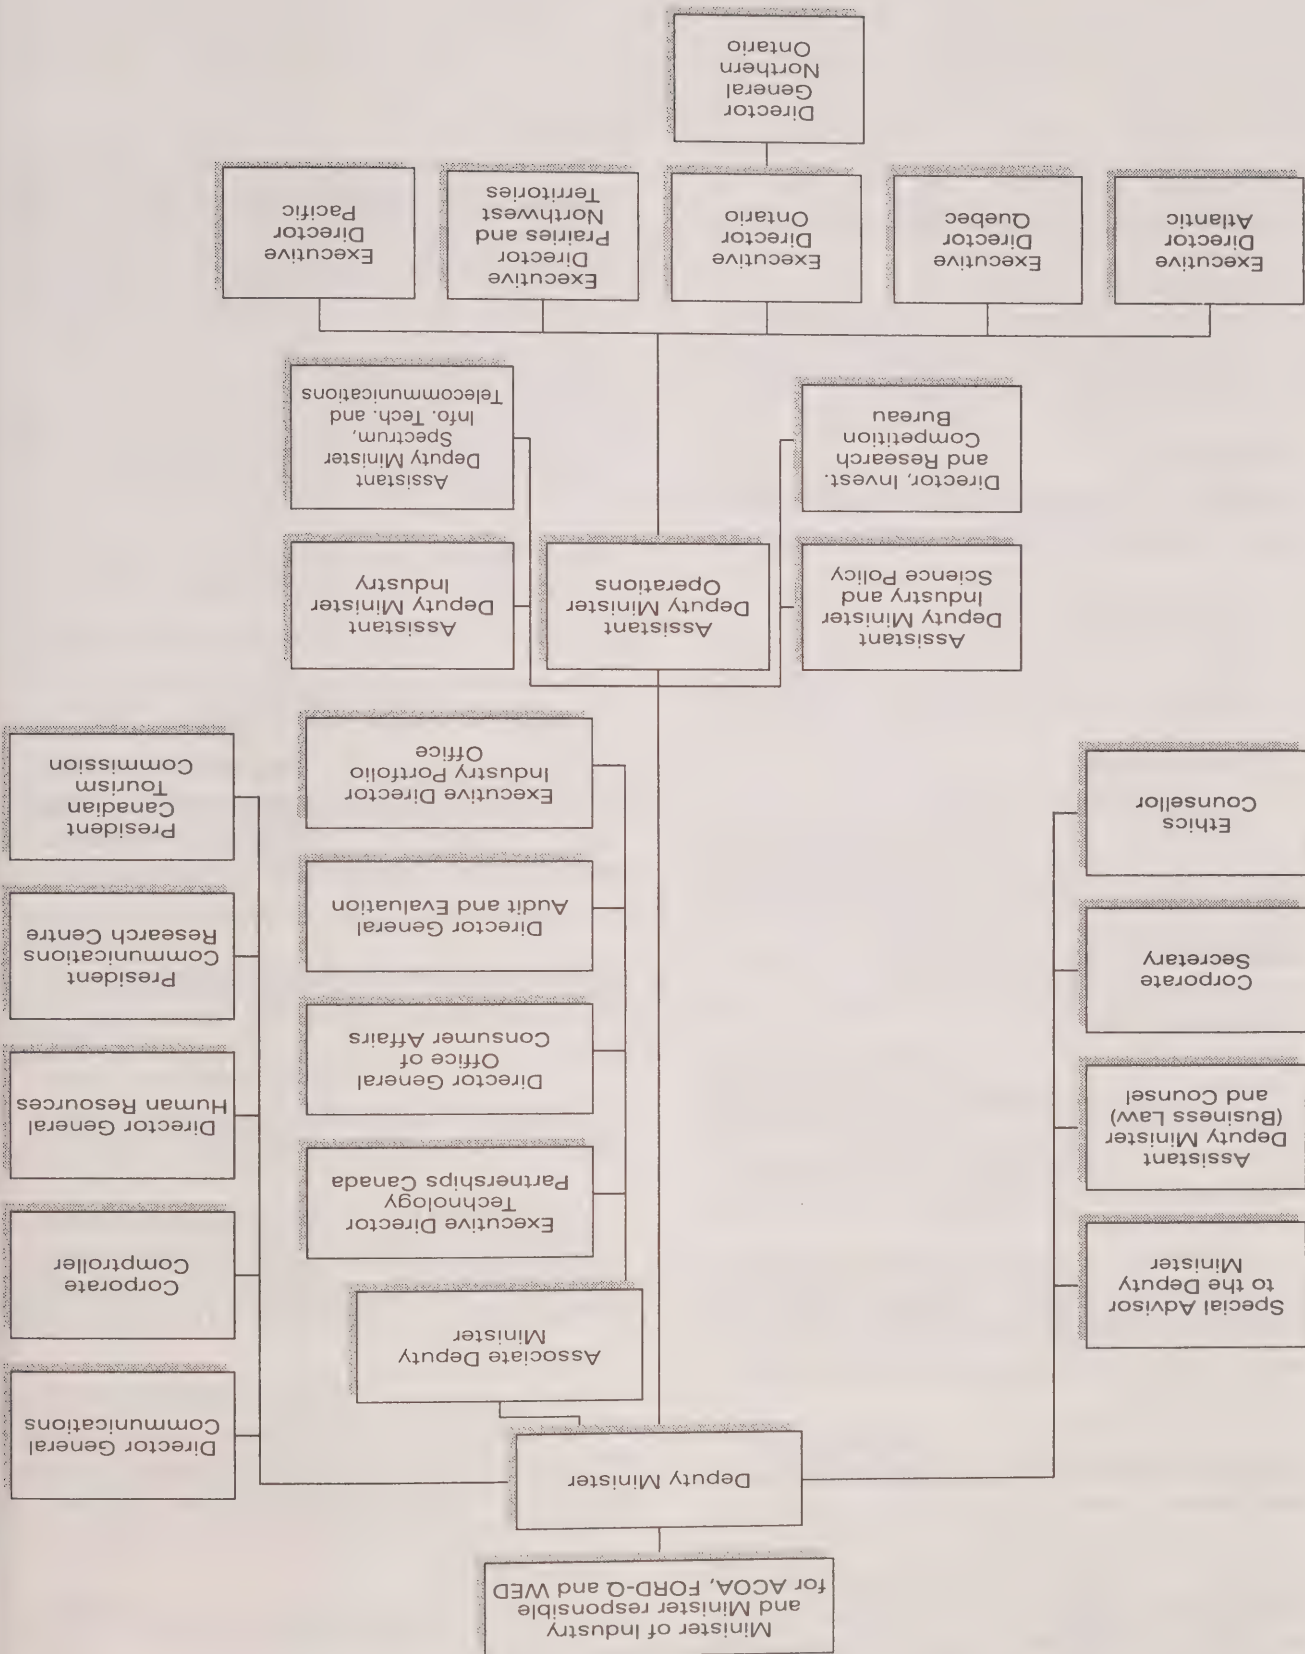 Minister of Industry
and Minister responsible
for ACOA, FORD-Q and WED
Deputy Minister
Associate Deputy
Minister
Special Advisor
to the Deputy
Minister
Assistant
Deputy Minister
(Business Law)
and Counsel
Corporate
Secretary
Ethics
Counsellor
Executive Director
Technology
Partnerships Canada
Director General
Office of
Consumer Affairs
Director General
Audit and Evaluation
Executive Director
Industry Portfolio
Office
Director General
Communications
Corporate
Comptroller
Director General
Human Resources
President
Communications
Research Centre
President
Canadian
Tourism
Commission
Assistant
Deputy Minister
Industry and
Science Policy
Assistant
Deputy Minister
Operations
Assistant
Deputy Minister
Industry
Director, Invest.
and Research
Competition
Bureau
Assistant
Deputy Minister
Spectrum,
Info. Tech. and
Telecommunications
Executive
Director
Atlantic
Executive
Director
Quebec
Executive
Director
Ontario
Executive
Director
Prairies and
Northwest
Territories
Executive
Director
Pacific
Director
General
Northern
Ontario